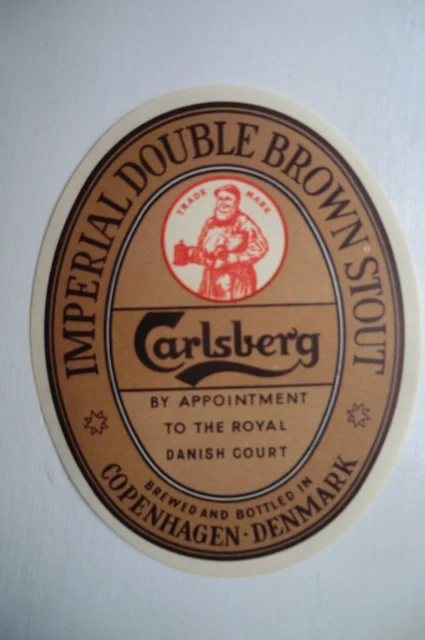 IMPERIAL DOUBLE BROWN STOUT
TRADE MARK
Carlsberg
BY APPOINTMENT
TO THE ROYAL
DANISH COURT
BREWED AND BOTTLED IN
COPENHAGEN · DENMARK